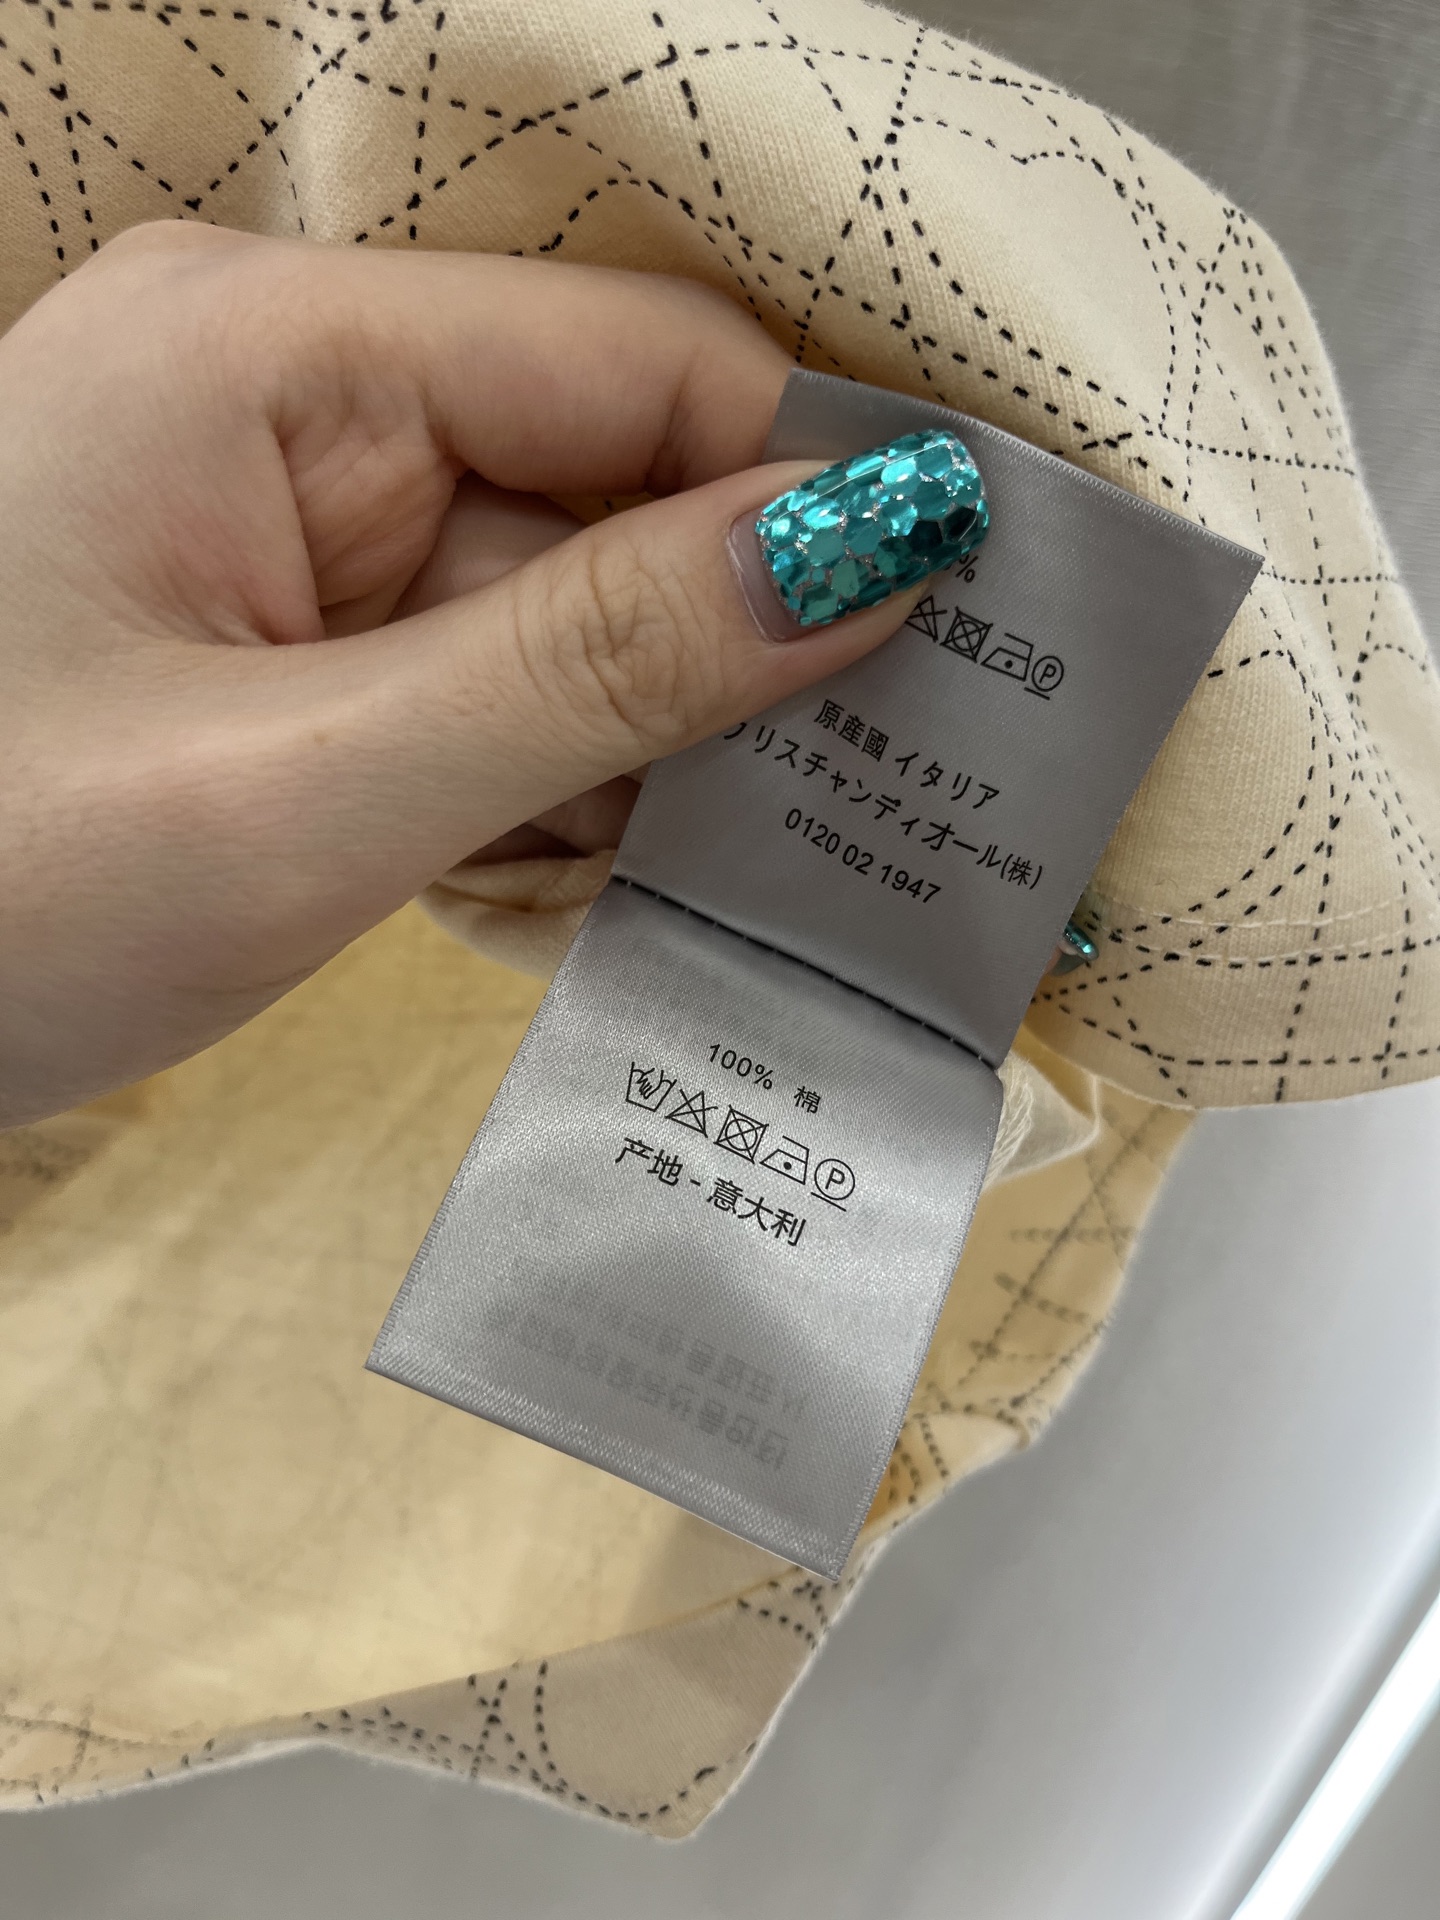 %
P
原産國 イタリア
クリスチャンディオール(株)
0120 02 1947
100% 棉
P
产地 - 意大利